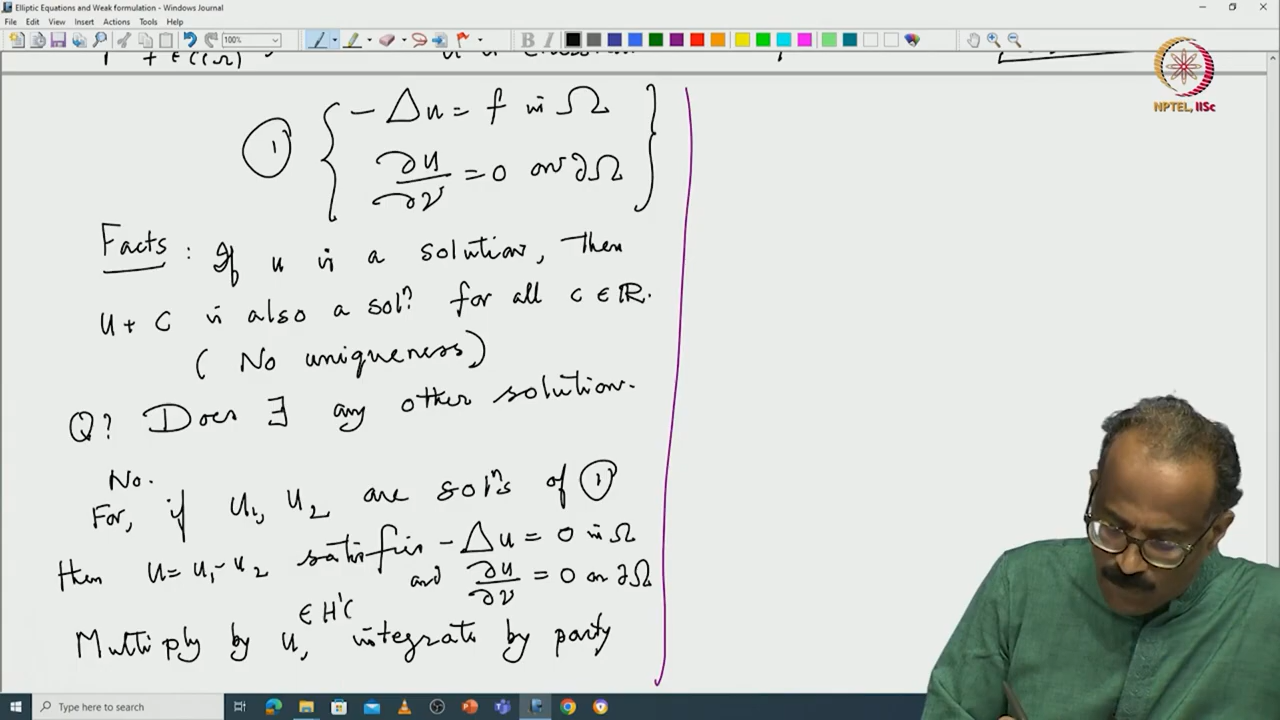 Elliptic Equations and Weak formulation - Windows Journal
File Edit View Insert Actions Tools Help
100%
B I
NPTEL, IISc
① { -Δu = f in Ω
∂u/∂ν = 0 on ∂Ω }
Facts : If u is a solution, then
u + c is also a solⁿ for all c ∈ ℝ.
( No uniqueness )
Q? Does ∃ any other solution.
No.
For, if u₁, u₂ are solⁿs of ①
then u = u₁ - u₂ satisfies -Δu = 0 in Ω
and ∂u/∂ν = 0 on ∂Ω
∈ H¹(
Multiply by u, integrate by party
Type here to search